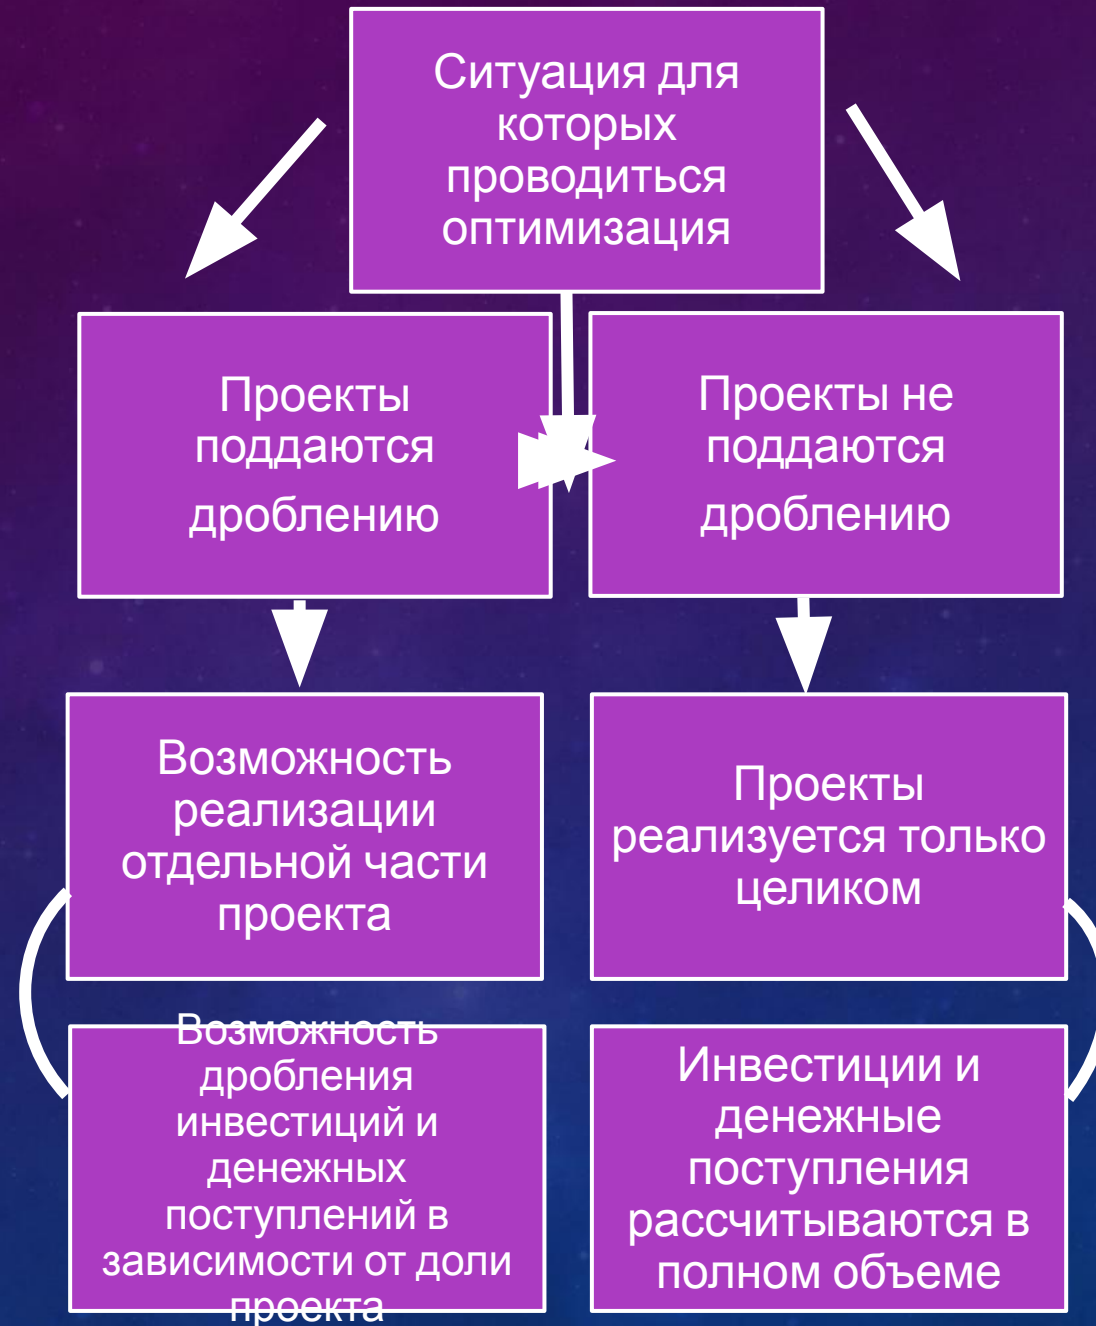 Ситуация для
которых
проводиться
оптимизация
Проекты
поддаются
дроблению
Проекты не
поддаются
дроблению
Возможность
реализации
отдельной части
проекта
Проекты
реализуется только
целиком
Возможность
дробления
инвестиций и
денежных
поступлений в
зависимости от доли
проекта
Инвестиции и
денежные
поступления
рассчитываются в
полном объеме